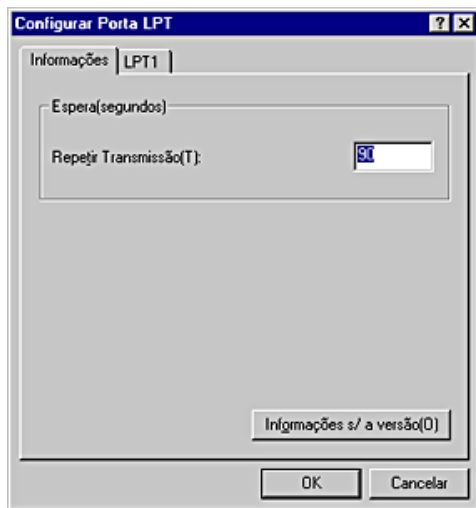 Configurar Porta LPT
Informações LPT1
Espera(segundos)
Repetir Transmissão(T): 90
Informações s/ a versão(O)
OK Cancelar